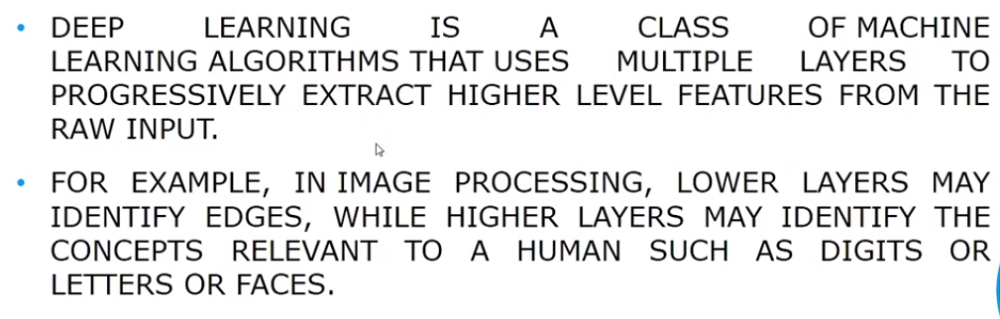 • DEEP LEARNING IS A CLASS OF MACHINE
LEARNING ALGORITHMS THAT USES MULTIPLE LAYERS TO
PROGRESSIVELY EXTRACT HIGHER LEVEL FEATURES FROM THE
RAW INPUT.
• FOR EXAMPLE, IN IMAGE PROCESSING, LOWER LAYERS MAY
IDENTIFY EDGES, WHILE HIGHER LAYERS MAY IDENTIFY THE
CONCEPTS RELEVANT TO A HUMAN SUCH AS DIGITS OR
LETTERS OR FACES.